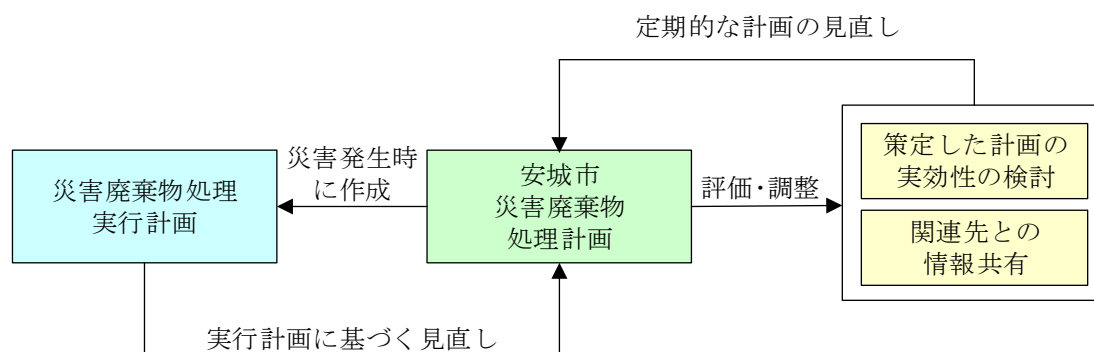 定期的な計画の見直し
災害廃棄物処理
実行計画
災害発生時
に作成
安城市
災害廃棄物
処理計画
評価・調整
策定した計画の
実効性の検討
関連先との
情報共有
実行計画に基づく見直し